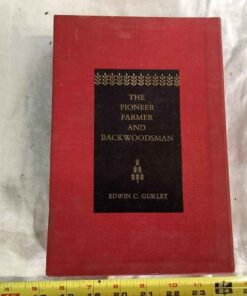 THE
PIONEER
FARMER
AND
BACKWOODSMAN
EDWIN C. GUILLET